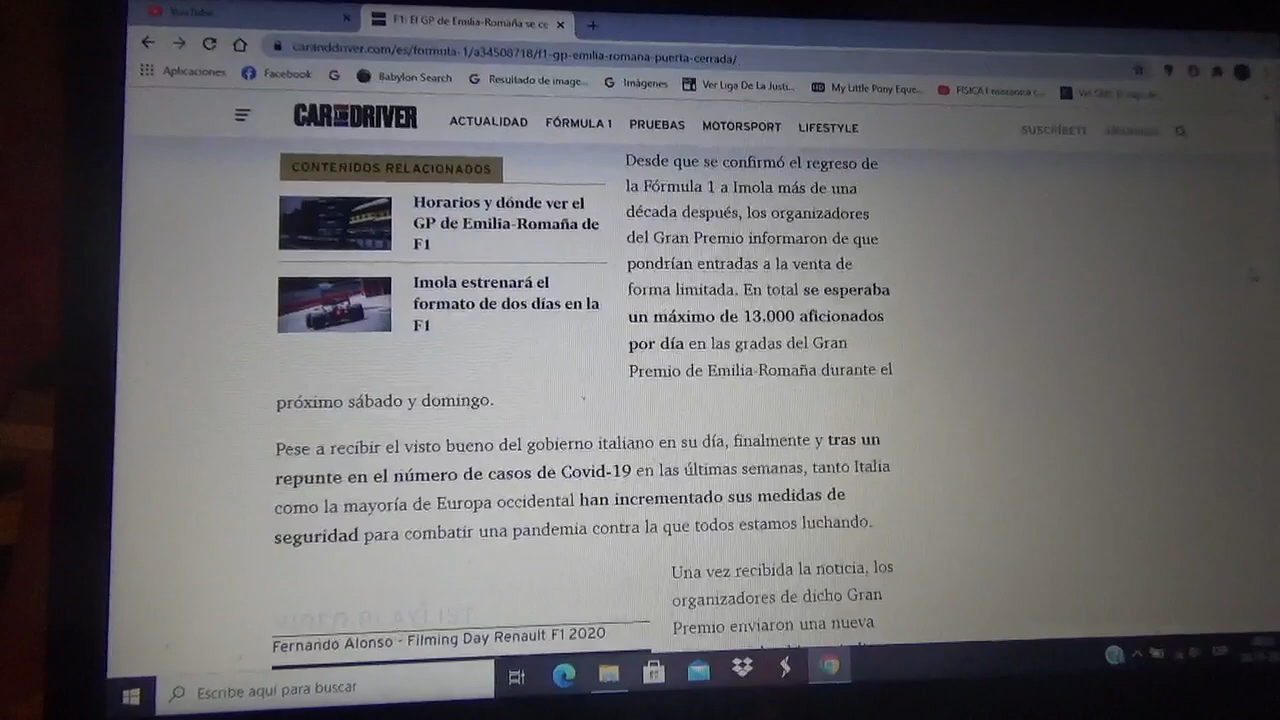 YouTube
F1: El GP de Emilia-Romaña se ce
caranddriver.com/es/formula-1/a34508718/f1-gp-emilia-romana-puerta-cerrada/
Aplicaciones Facebook Babylon Search Resultado de image... Imágenes Ver Liga De La Justi... My Little Pony Eque...
CAR AND DRIVER ACTUALIDAD FÓRMULA 1 PRUEBAS MOTORSPORT LIFESTYLE SUSCRÍBETE
CONTENIDOS RELACIONADOS
Horarios y dónde ver el
GP de Emilia-Romaña de
F1
Imola estrenará el
formato de dos días en la
F1
Desde que se confirmó el regreso de
la Fórmula 1 a Imola más de una
década después, los organizadores
del Gran Premio informaron de que
pondrían entradas a la venta de
forma limitada. En total se esperaba
un máximo de 13.000 aficionados
por día en las gradas del Gran
Premio de Emilia-Romaña durante el
próximo sábado y domingo.
Pese a recibir el visto bueno del gobierno italiano en su día, finalmente y tras un
repunte en el número de casos de Covid-19 en las últimas semanas, tanto Italia
como la mayoría de Europa occidental han incrementado sus medidas de
seguridad para combatir una pandemia contra la que todos estamos luchando.
VIDEO PLAYLIST
Fernando Alonso - Filming Day Renault F1 2020
Una vez recibida la noticia, los
organizadores de dicho Gran
Premio enviaron una nueva
Escribe aquí para buscar